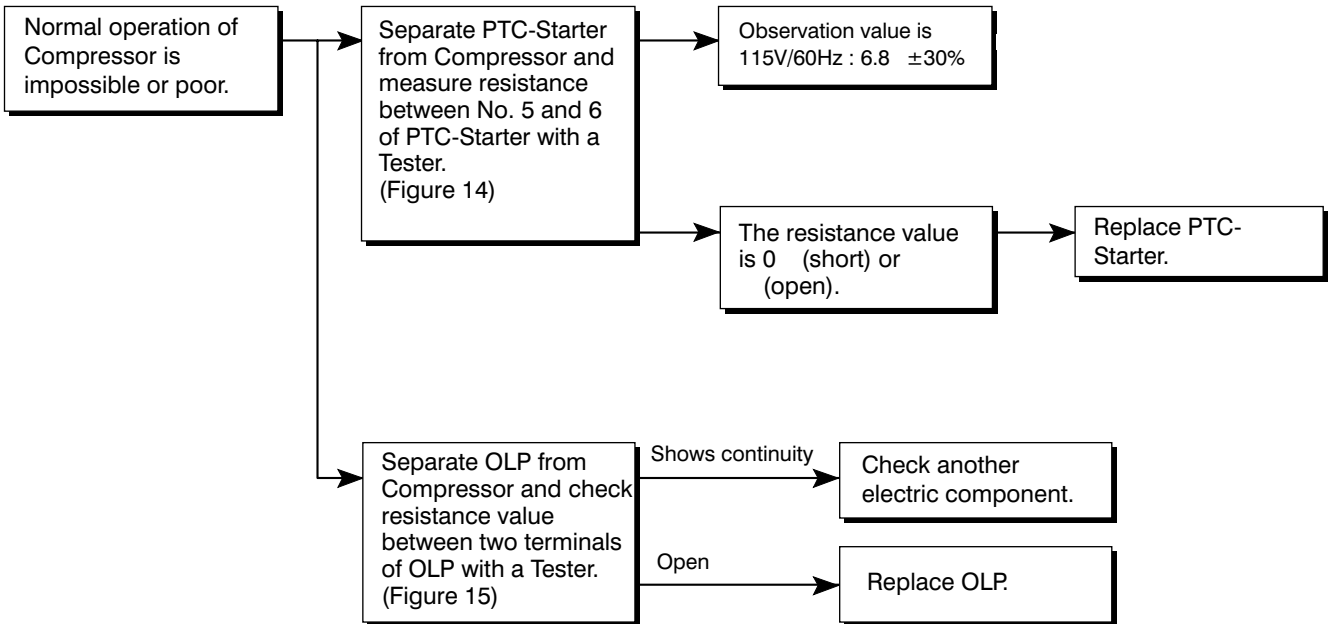 Normal operation of
Compressor is
impossible or poor.
Separate PTC-Starter
from Compressor and
measure resistance
between No. 5 and 6
of PTC-Starter with a
Tester.
(Figure 14)
Observation value is
115V/60Hz : 6.8 ±30%
The resistance value
is 0 (short) or
(open).
Replace PTC-
Starter.
Separate OLP from
Compressor and check
resistance value
between two terminals
of OLP with a Tester.
(Figure 15)
Shows continuity
Check another
electric component.
Open
Replace OLP.